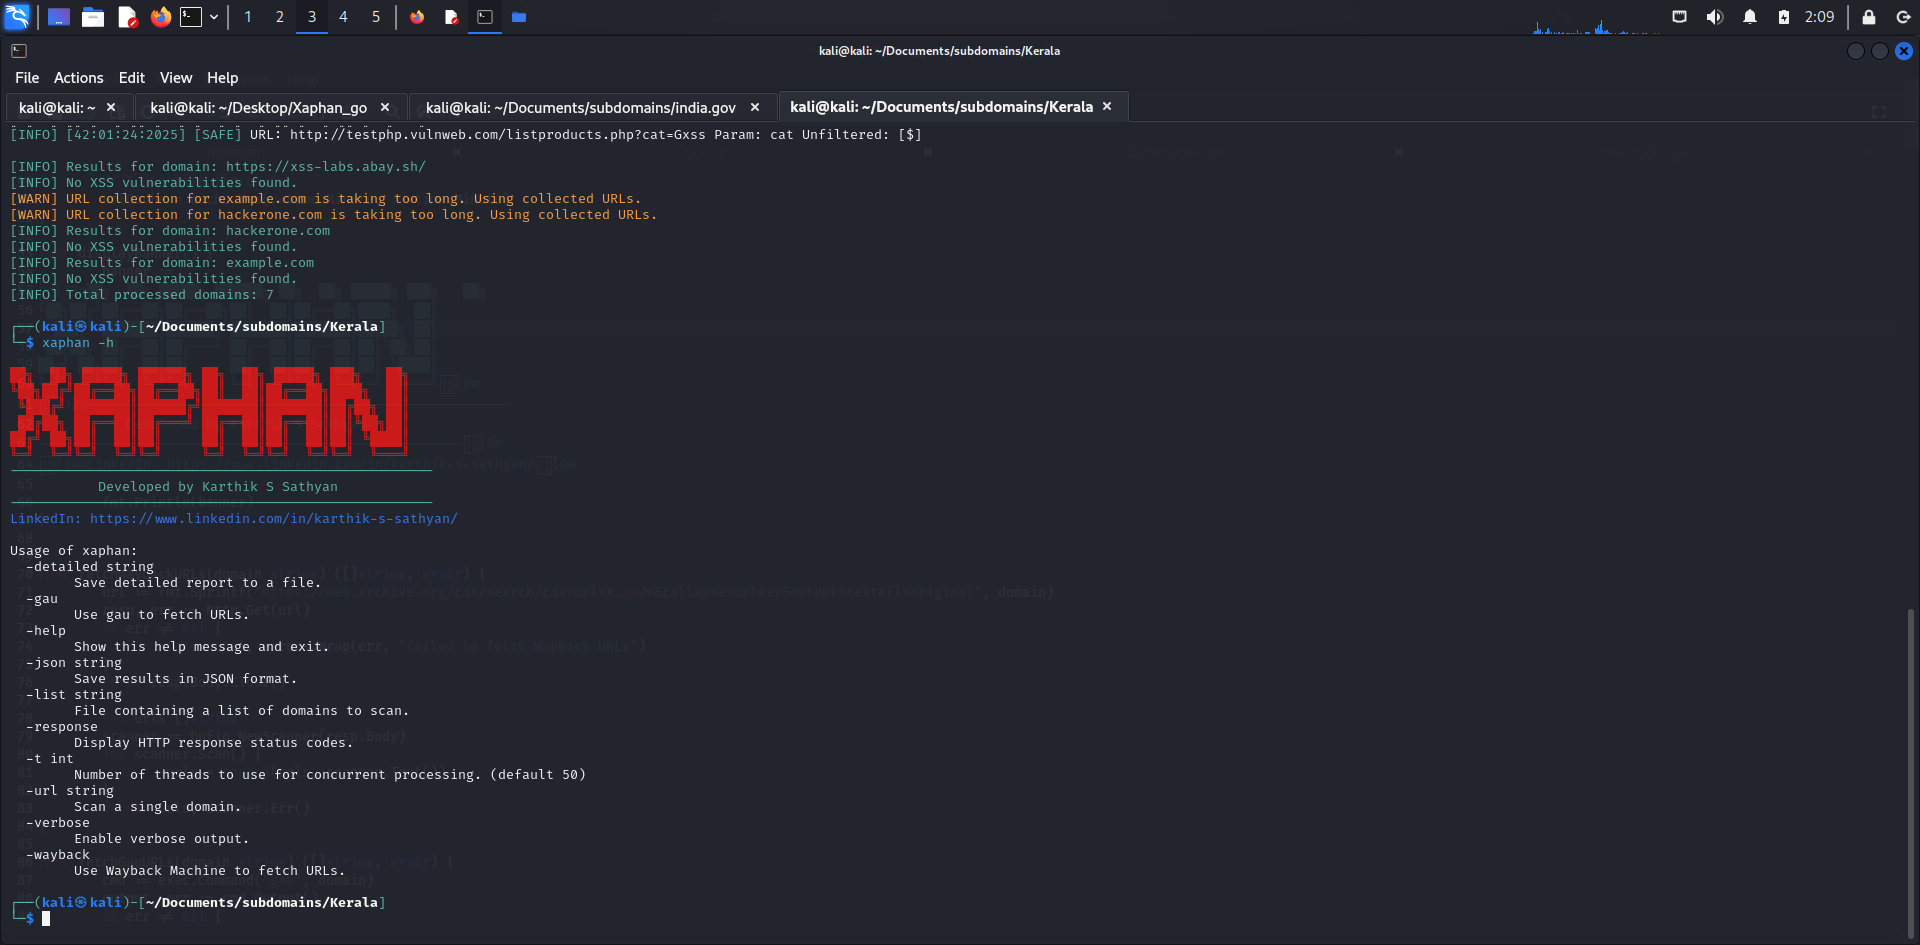 1 2 3 4 5 2:09
kali@kali: ~/Documents/subdomains/Kerala
File Actions Edit View Help
kali@kali: ~ × kali@kali: ~/Desktop/Xaphan_go × kali@kali: ~/Documents/subdomains/india.gov × kali@kali: ~/Documents/subdomains/Kerala ×
[INFO] [42:01:24:2025] [SAFE] URL: http://testphp.vulnweb.com/listproducts.php?cat=Gxss Param: cat Unfiltered: [$]
[INFO] Results for domain: https://xss-labs.abay.sh/
[INFO] No XSS vulnerabilities found.
[WARN] URL collection for example.com is taking too long. Using collected URLs.
[WARN] URL collection for hackerone.com is taking too long. Using collected URLs.
[INFO] Results for domain: hackerone.com
[INFO] No XSS vulnerabilities found.
[INFO] Results for domain: example.com
[INFO] No XSS vulnerabilities found.
[INFO] Total processed domains: 7
┌──(kali㉿kali)-[~/Documents/subdomains/Kerala]
└─$ xaphan -h
XAPHAN
Developed by Karthik S Sathyan
LinkedIn: https://www.linkedin.com/in/karthik-s-sathyan/
Usage of xaphan:
-detailed string
Save detailed report to a file.
-gau
Use gau to fetch URLs.
-help
Show this help message and exit.
-json string
Save results in JSON format.
-list string
File containing a list of domains to scan.
-response
Display HTTP response status codes.
-t int
Number of threads to use for concurrent processing. (default 50)
-url string
Scan a single domain.
-verbose
Enable verbose output.
-wayback
Use Wayback Machine to fetch URLs.
┌──(kali㉿kali)-[~/Documents/subdomains/Kerala]
└─$